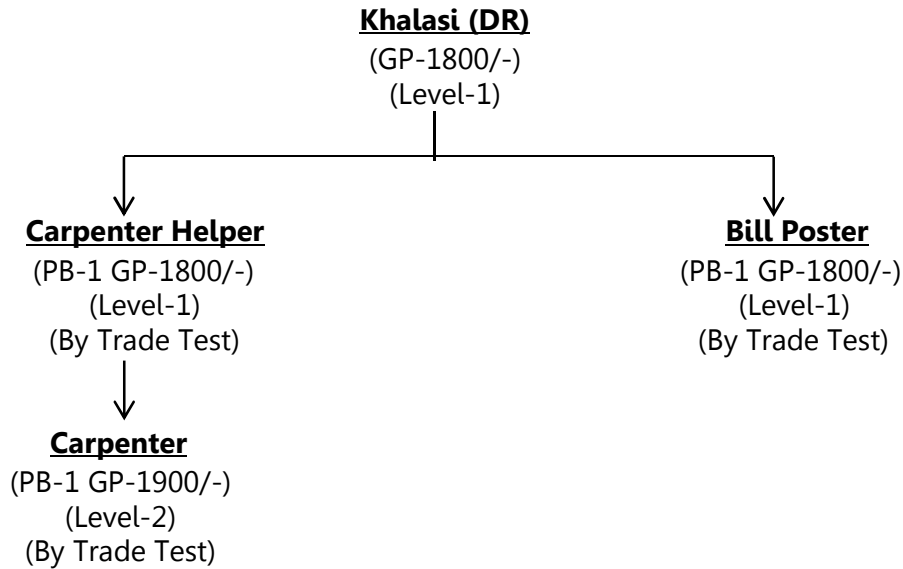 Khalasi (DR)
(GP-1800/-)
(Level-1)
Carpenter Helper
(PB-1 GP-1800/-)
(Level-1)
(By Trade Test)
Bill Poster
(PB-1 GP-1800/-)
(Level-1)
(By Trade Test)
Carpenter
(PB-1 GP-1900/-)
(Level-2)
(By Trade Test)